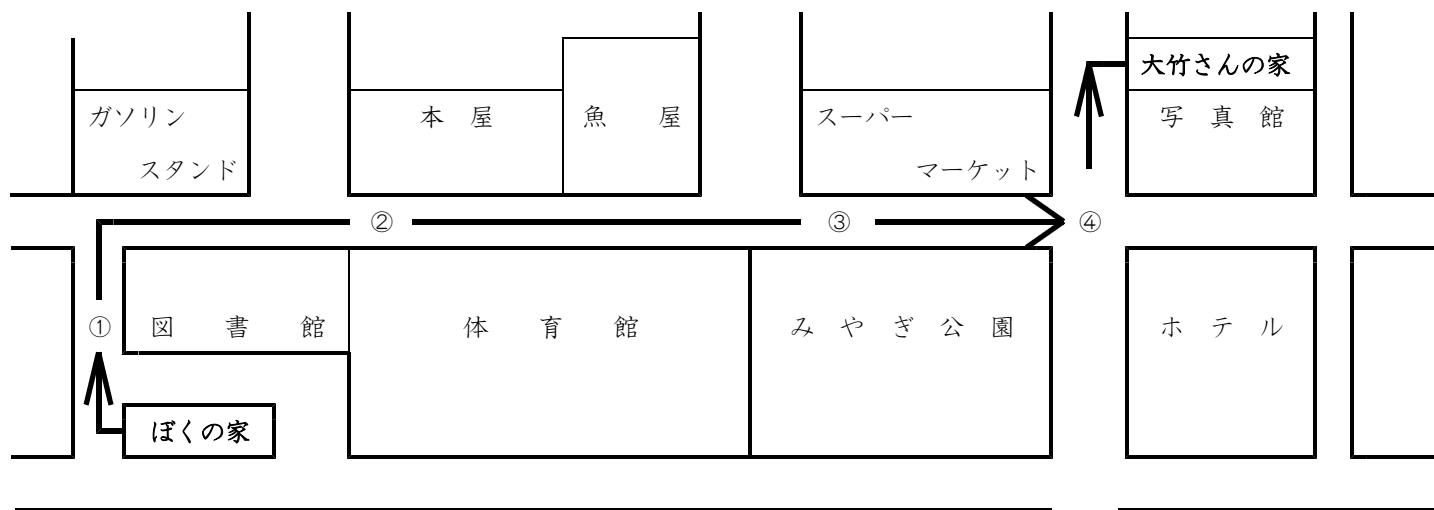 大竹さんの家
ガソリン
スタンド
本屋
魚屋
スーパー
マーケット
写真館
②
③
④
①
図書館
体育館
みやぎ公園
ホテル
ぼくの家